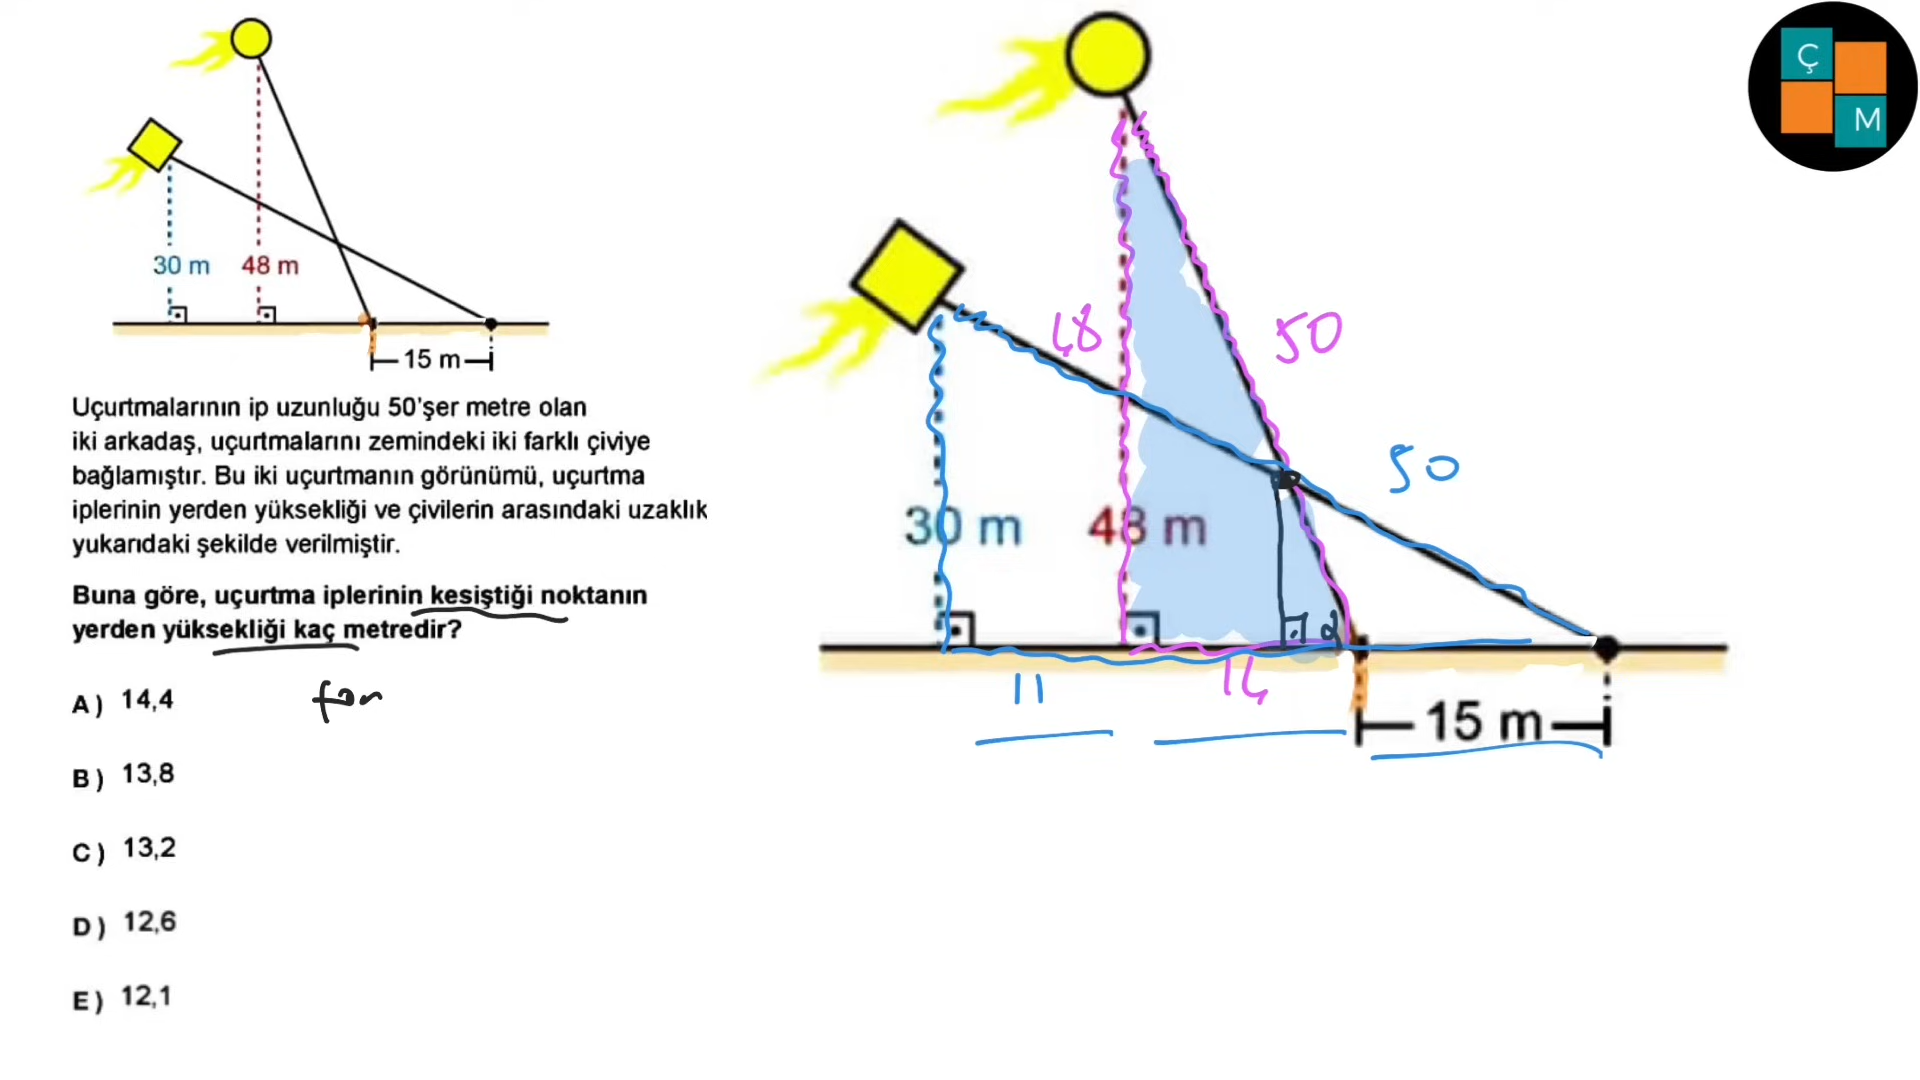 30 m 48 m
15 m
Uçurtmalarının ip uzunluğu 50'şer metre olan
iki arkadaş, uçurtmalarını zemindeki iki farklı çiviye
bağlamıştır. Bu iki uçurtmanın görünümü, uçurtma
iplerinin yerden yüksekliği ve çivilerin arasındaki uzaklık
yukarıdaki şekilde verilmiştir.
Buna göre, uçurtma iplerinin kesiştiği noktanın
yerden yüksekliği kaç metredir?
A) 14,4
B) 13,8
C) 13,2
D) 12,6
E) 12,1
48
50
50
30 m 48 m
α
11
14
15 m
Ç
M